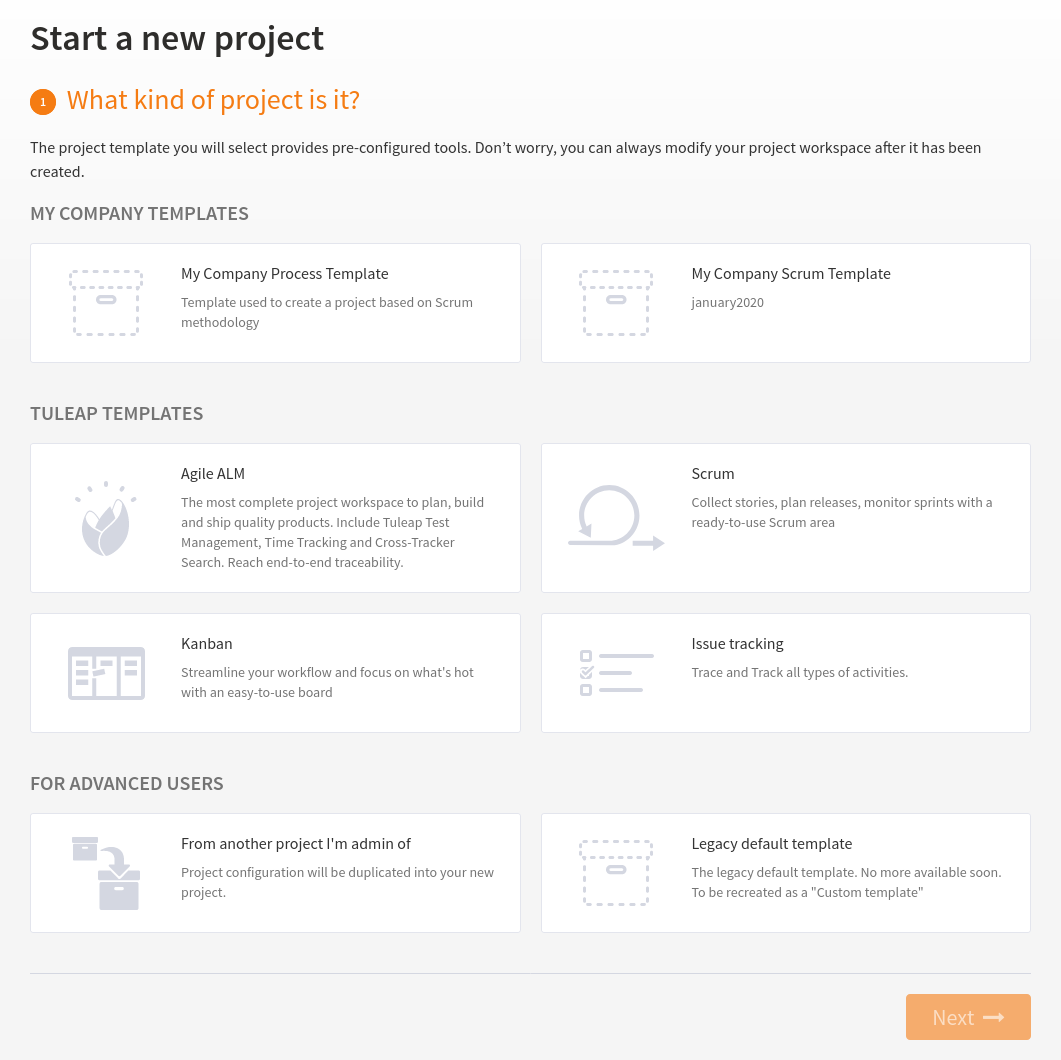 Start a new project
1 What kind of project is it?
The project template you will select provides pre-configured tools. Don’t worry, you can always modify your project workspace after it has been
created.
MY COMPANY TEMPLATES
My Company Process Template
Template used to create a project based on Scrum
methodology
My Company Scrum Template
january2020
TULEAP TEMPLATES
Agile ALM
The most complete project workspace to plan, build
and ship quality products. Include Tuleap Test
Management, Time Tracking and Cross-Tracker
Search. Reach end-to-end traceability.
Scrum
Collect stories, plan releases, monitor sprints with a
ready-to-use Scrum area
Kanban
Streamline your workflow and focus on what's hot
with an easy-to-use board
Issue tracking
Trace and Track all types of activities.
FOR ADVANCED USERS
From another project I'm admin of
Project configuration will be duplicated into your new
project.
Legacy default template
The legacy default template. No more available soon.
To be recreated as a "Custom template"
Next